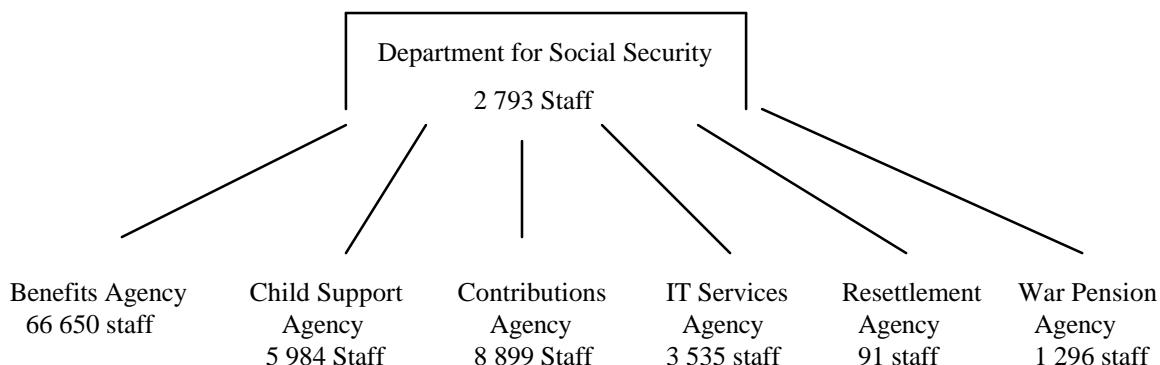 Department for Social Security
2 793 Staff
Benefits Agency
66 650 staff
Child Support
Agency
5 984 Staff
Contributions
Agency
8 899 Staff
IT Services
Agency
3 535 staff
Resettlement
Agency
91 staff
War Pension
Agency
1 296 staff